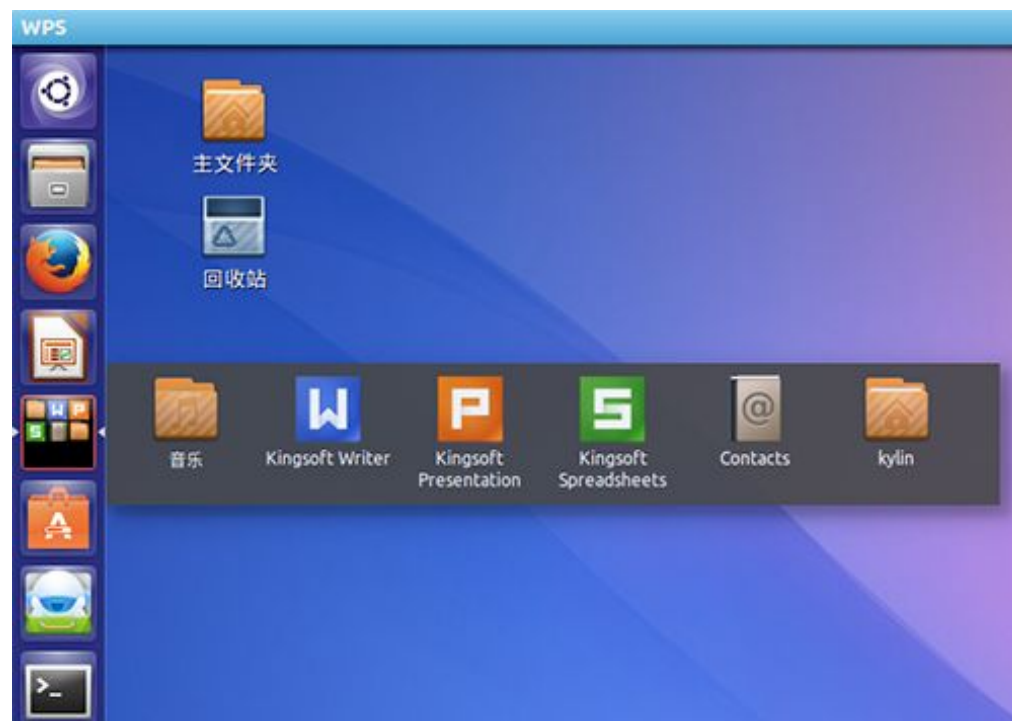 WPS
主文件夹
回收站
音乐
Kingsoft Writer
Kingsoft
Presentation
Kingsoft
Spreadsheets
Contacts
kylin